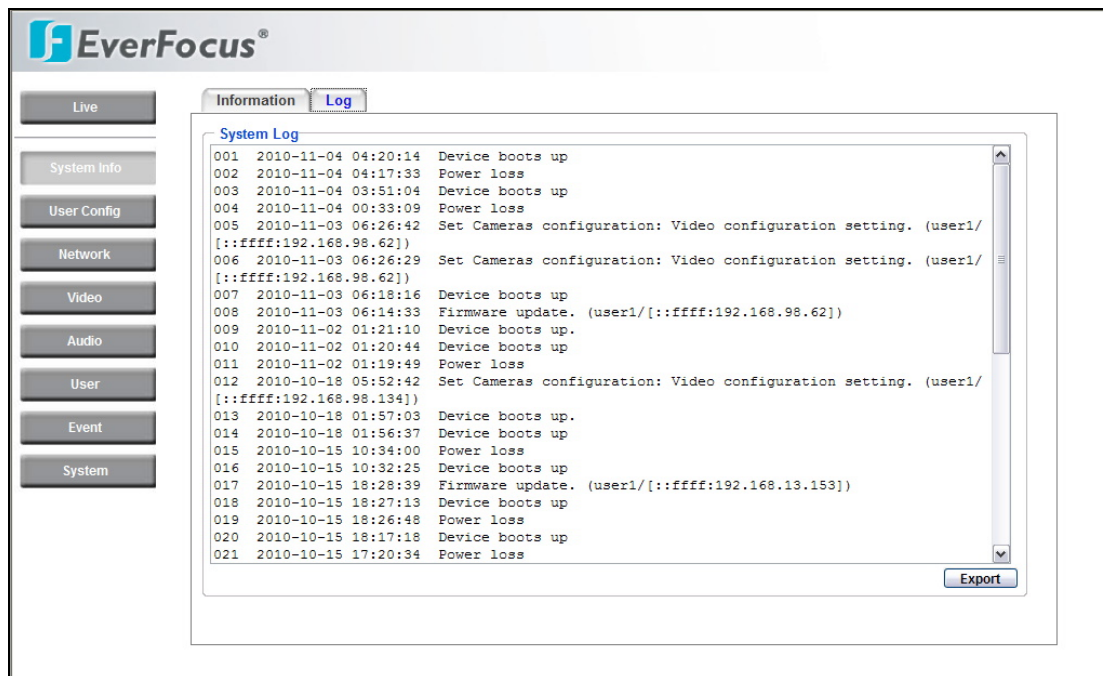 EverFocus®
Live
System Info
User Config
Network
Video
Audio
User
Event
System
Information
Log
System Log
001 2010-11-04 04:20:14 Device boots up
002 2010-11-04 04:17:33 Power loss
003 2010-11-04 03:51:04 Device boots up
004 2010-11-04 00:33:09 Power loss
005 2010-11-03 06:26:42 Set Cameras configuration: Video configuration setting. (user1/
[::ffff:192.168.98.62])
006 2010-11-03 06:26:29 Set Cameras configuration: Video configuration setting. (user1/
[::ffff:192.168.98.62])
007 2010-11-03 06:18:16 Device boots up
008 2010-11-03 06:14:33 Firmware update. (user1/[::ffff:192.168.98.62])
009 2010-11-02 01:21:10 Device boots up.
010 2010-11-02 01:20:44 Device boots up
011 2010-11-02 01:19:49 Power loss
012 2010-10-18 05:52:42 Set Cameras configuration: Video configuration setting. (user1/
[::ffff:192.168.98.134])
013 2010-10-18 01:57:03 Device boots up.
014 2010-10-18 01:56:37 Device boots up
015 2010-10-15 10:34:00 Power loss
016 2010-10-15 10:32:25 Device boots up
017 2010-10-15 18:28:39 Firmware update. (user1/[::ffff:192.168.13.153])
018 2010-10-15 18:27:13 Device boots up
019 2010-10-15 18:26:48 Power loss
020 2010-10-15 18:17:18 Device boots up
021 2010-10-15 17:20:34 Power loss
Export